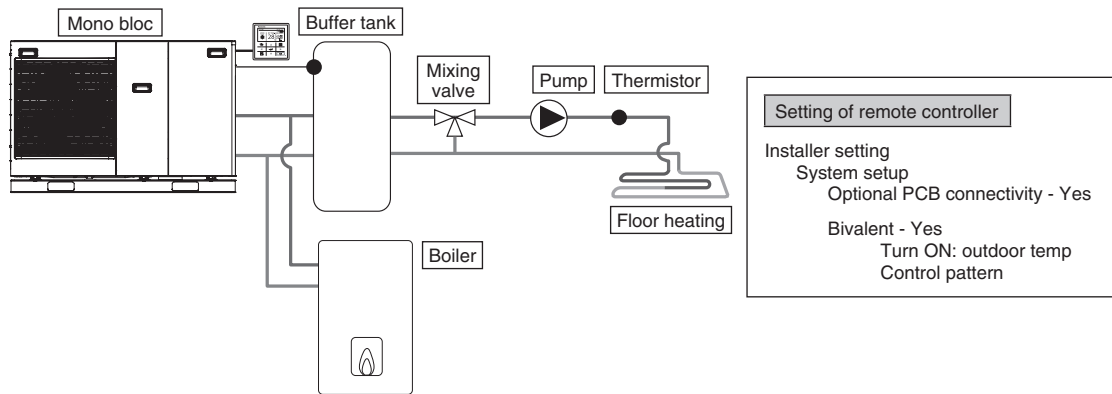 Mono bloc
Buffer tank
Mixing
valve
Pump
Thermistor
Floor heating
Boiler
Setting of remote controller
Installer setting
System setup
Optional PCB connectivity - Yes
Bivalent - Yes
Turn ON: outdoor temp
Control pattern